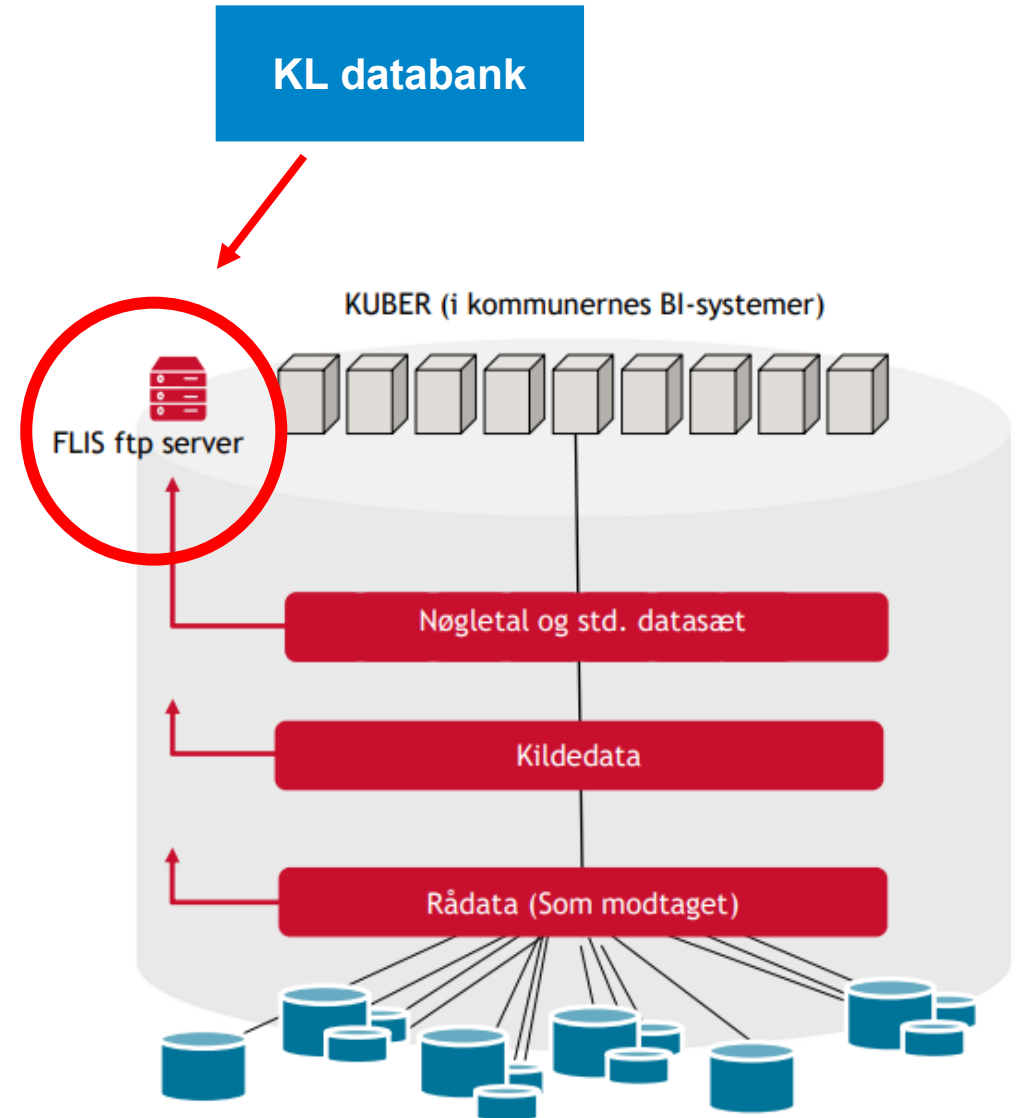 KL databank
KUBER (i kommunernes BI-systemer)
FLIS ftp server
Nøgletal og std. datasæt
Kildedata
Rådata (Som modtaget)